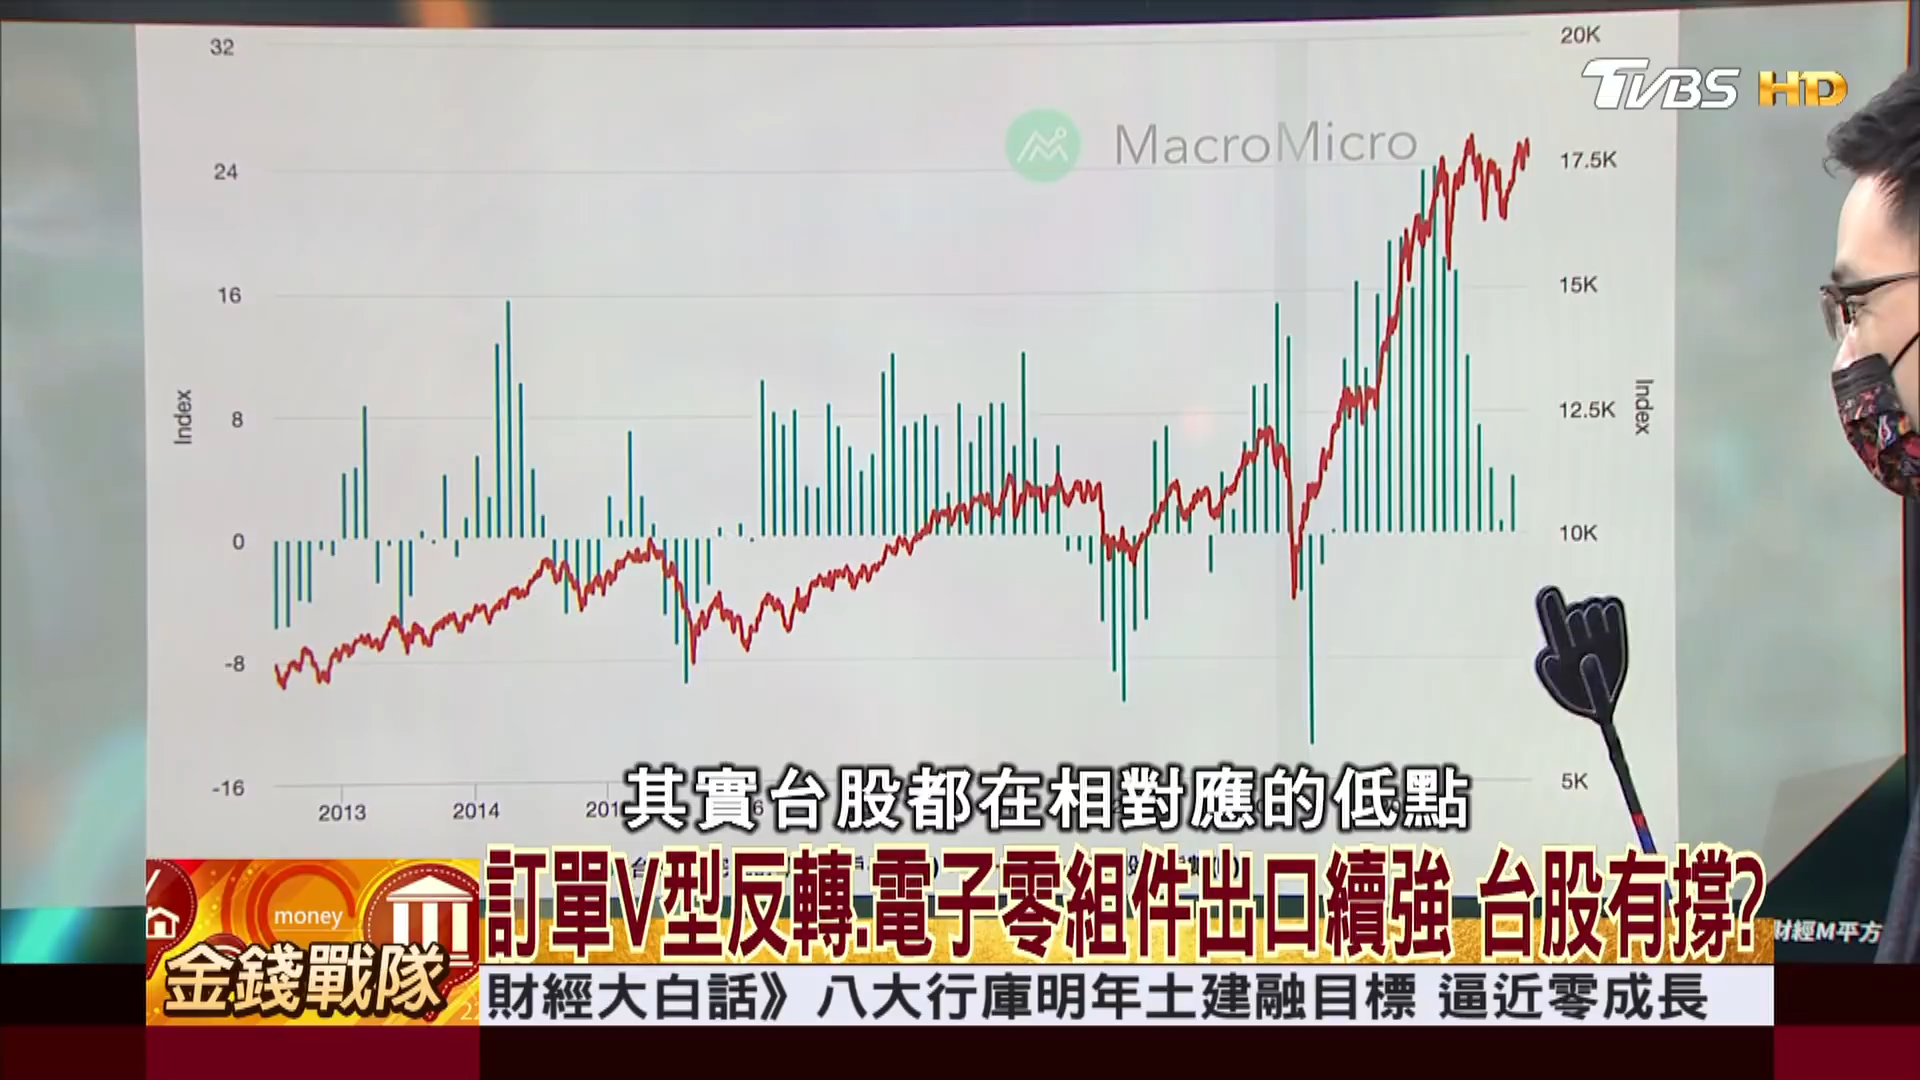 32
20K
TVBS HD
MacroMicro
24
17.5K
16
15K
Index
8
12.5K
Index
0
10K
-8
-16
5K
2013
2014
其實台股都在相對應的低點
訂單V型反轉.電子零組件出口續強 台股有撐?
money
財經M平方
金錢戰隊
財經大白話》八大行庫明年土建融目標 逼近零成長